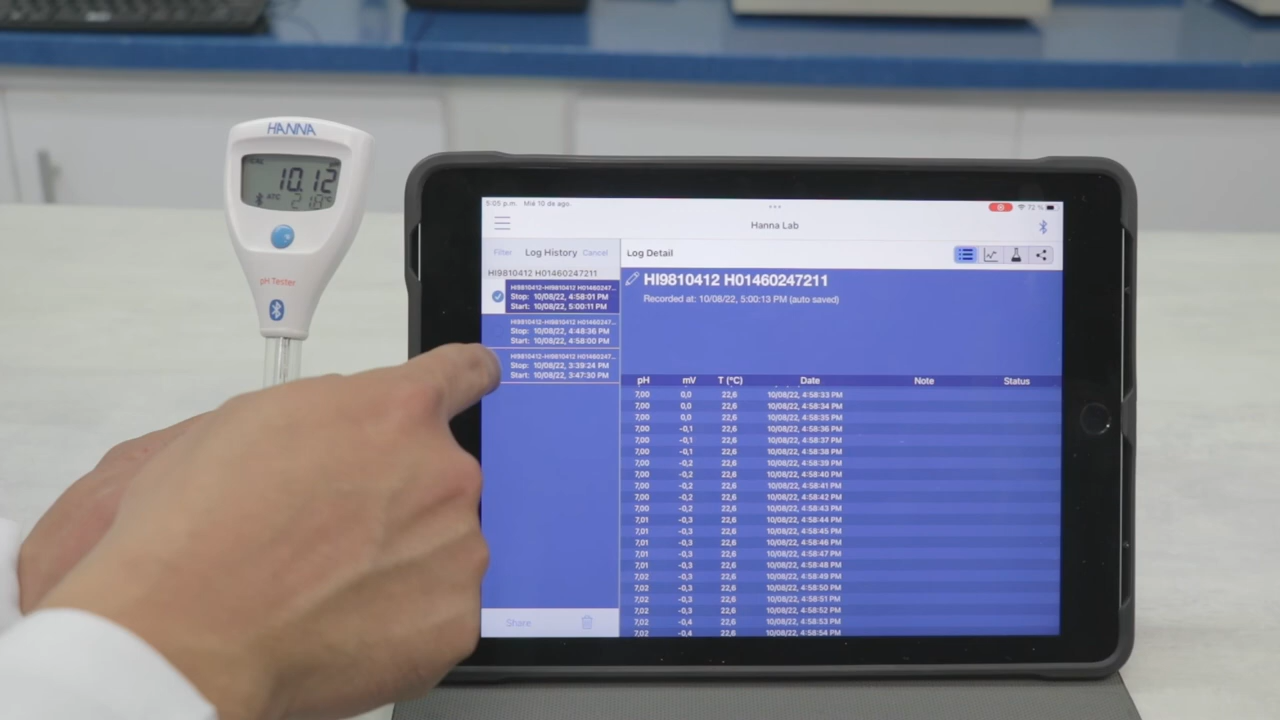 HANNA
10.12
ATC 21.8°C
pH Tester
5:05 p.m. Mié 10 de ago.
72 %
Hanna Lab
Filter Log History Cancel
HI9810412 H01460247211
HI9810412-HI9810412 H01460247...
Stop: 10/08/22, 4:58:01 PM
Start: 10/08/22, 5:00:11 PM
HI9810412-HI9810412 H01460247...
Stop: 10/08/22, 4:48:36 PM
Start: 10/08/22, 4:58:00 PM
HI9810412-HI9810412 H01460247...
Stop: 10/08/22, 3:39:24 PM
Start: 10/08/22, 3:47:30 PM
Share
Log Detail
HI9810412 H01460247211
Recorded at: 10/08/22, 5:00:13 PM (auto saved)
pH mV T (°C) Date Note Status
7,00 0,0 22,6 10/08/22, 4:58:33 PM
7,00 0,0 22,6 10/08/22, 4:58:34 PM
7,00 0,0 22,6 10/08/22, 4:58:35 PM
7,00 -0,1 22,6 10/08/22, 4:58:36 PM
7,00 -0,1 22,6 10/08/22, 4:58:37 PM
7,00 -0,1 22,6 10/08/22, 4:58:38 PM
7,00 -0,2 22,6 10/08/22, 4:58:39 PM
7,00 -0,2 22,6 10/08/22, 4:58:40 PM
7,00 -0,2 22,6 10/08/22, 4:58:41 PM
7,00 -0,2 22,6 10/08/22, 4:58:42 PM
7,00 -0,2 22,6 10/08/22, 4:58:43 PM
7,01 -0,3 22,6 10/08/22, 4:58:44 PM
7,01 -0,3 22,6 10/08/22, 4:58:45 PM
7,01 -0,3 22,6 10/08/22, 4:58:46 PM
7,01 -0,3 22,6 10/08/22, 4:58:47 PM
7,01 -0,3 22,6 10/08/22, 4:58:48 PM
7,02 -0,3 22,6 10/08/22, 4:58:49 PM
7,02 -0,3 22,6 10/08/22, 4:58:50 PM
7,02 -0,3 22,6 10/08/22, 4:58:51 PM
7,02 -0,3 22,6 10/08/22, 4:58:52 PM
7,02 -0,4 22,6 10/08/22, 4:58:53 PM
7,02 -0,4 22,6 10/08/22, 4:58:54 PM